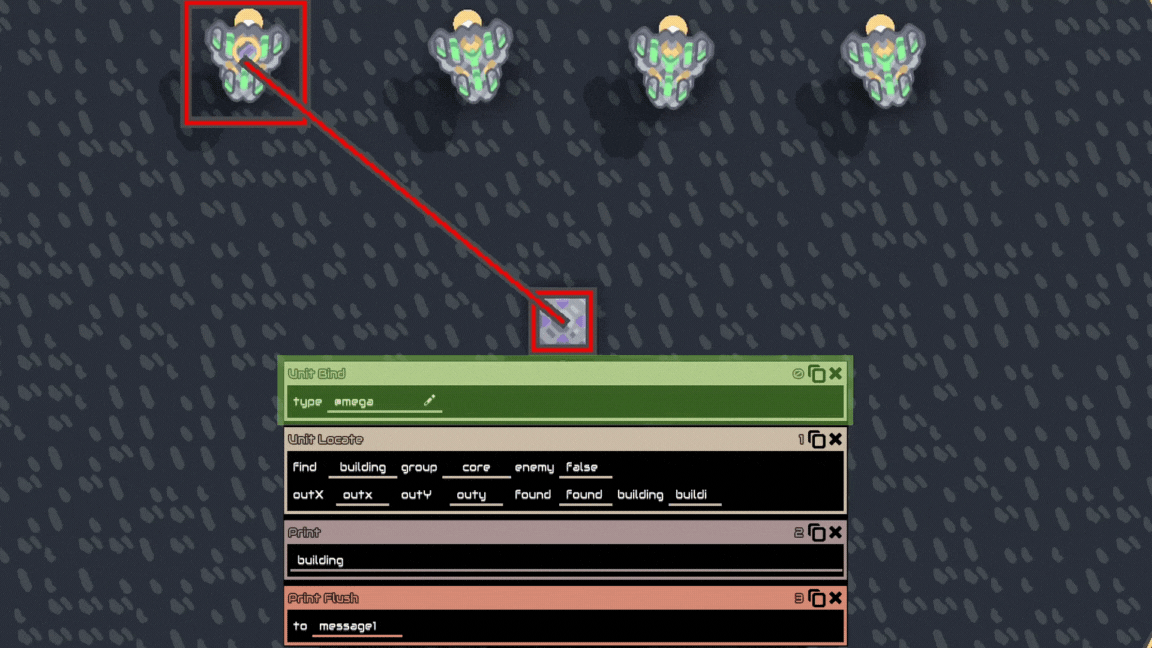 Unit Bind 0
type @mega
Unit Locate 1
find building group core enemy false
outX outx outY outy found found building buildi
Print 2
building
Print Flush 3
to message1